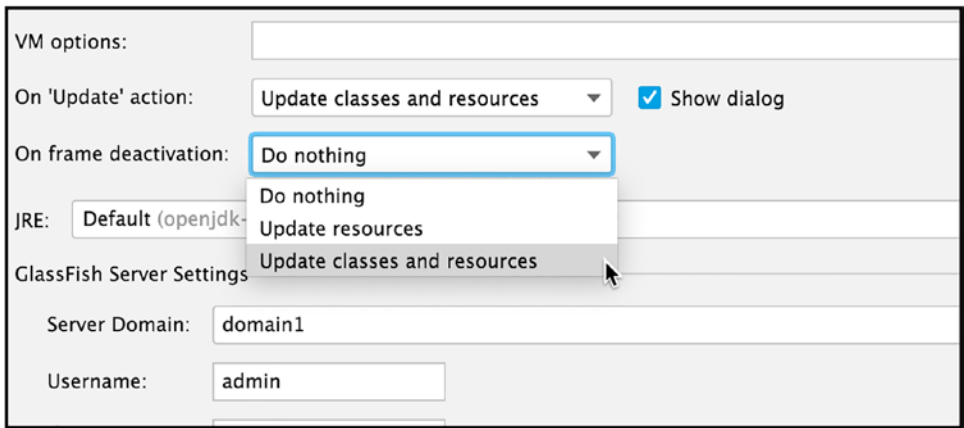 VM options:
On 'Update' action: Update classes and resources Show dialog
On frame deactivation: Do nothing
Do nothing
JRE: Default (openjdk-
Update resources
Update classes and resources
GlassFish Server Settings
Server Domain: domain1
Username: admin